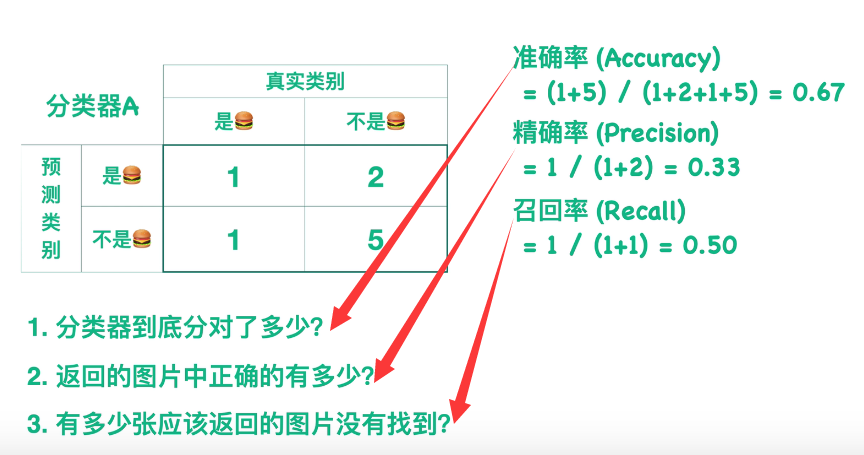 分类器A
真实类别
是🍔 不是🍔
预测类别
是🍔 1 2
不是🍔 1 5
准确率 (Accuracy)
= (1+5) / (1+2+1+5) = 0.67
精确率 (Precision)
= 1 / (1+2) = 0.33
召回率 (Recall)
= 1 / (1+1) = 0.50
1. 分类器到底分对了多少?
2. 返回的图片中正确的有多少?
3. 有多少张应该返回的图片没有找到?